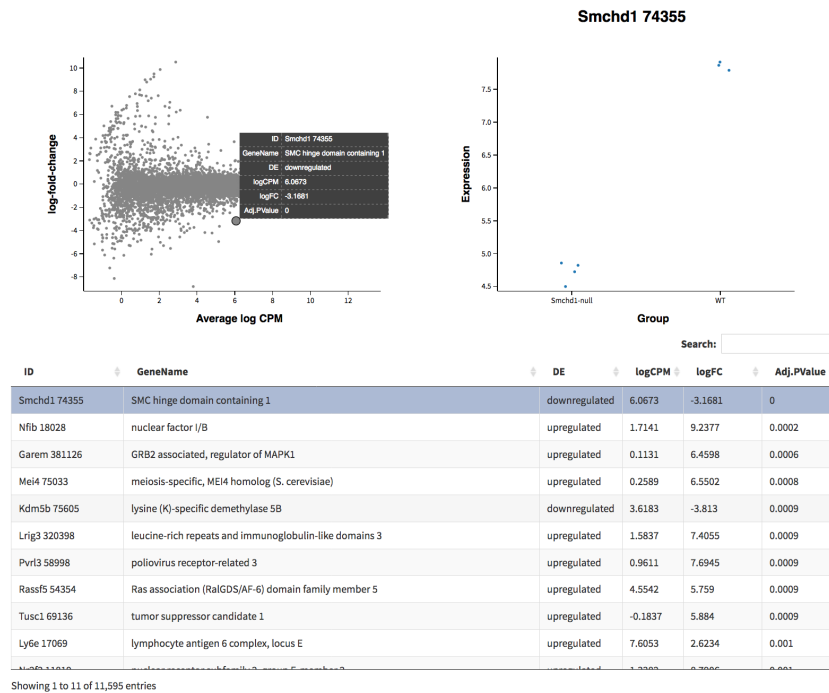 Smchd1 74355
10
8
6
4
2
0
-2
-4
-6
-8
log-fold-change
0 2 4 6 8 10 12
Average log CPM
ID Smchd1 74355
GeneName SMC hinge domain containing 1
DE downregulated
logCPM 6.0673
logFC -3.1681
Adj.PValue 0
7.5
7.0
6.5
6.0
5.5
5.0
4.5
Expression
Smchd1-null WT
Group
Search:
ID GeneName DE logCPM logFC Adj.PValue
Smchd1 74355 SMC hinge domain containing 1 downregulated 6.0673 -3.1681 0
Nfib 18028 nuclear factor I/B upregulated 1.7141 9.2377 0.0002
Garem 381126 GRB2 associated, regulator of MAPK1 upregulated 0.1131 6.4598 0.0006
Mei4 75033 meiosis-specific, MEI4 homolog (S. cerevisiae) upregulated 0.2589 6.5502 0.0008
Kdm5b 75605 lysine (K)-specific demethylase 5B downregulated 3.6183 -3.813 0.0009
Lrig3 320398 leucine-rich repeats and immunoglobulin-like domains 3 upregulated 1.5837 7.4055 0.0009
Pvrl3 58998 poliovirus receptor-related 3 upregulated 0.9611 7.6945 0.0009
Rassf5 54354 Ras association (RalGDS/AF-6) domain family member 5 upregulated 4.5542 5.759 0.0009
Tusc1 69136 tumor suppressor candidate 1 upregulated -0.1837 5.884 0.0009
Ly6e 17069 lymphocyte antigen 6 complex, locus E upregulated 7.6053 2.6234 0.001
Showing 1 to 11 of 11,595 entries